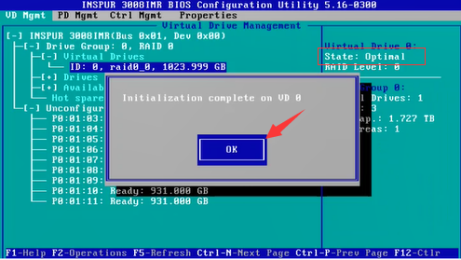 INSPUR 3008IMR BIOS Configuration Utility 5.16-0300
VD Mgmt PD Mgmt Ctrl Mgmt Properties
Virtual Drive Management
[-] INSPUR 3008IMR(Bus 0x01, Dev 0x00)
[-] Drive Group: 0, RAID 0
[-] Virtual Drives
ID: 0, raid0_0, 1023.999 GB
[+] Drives
[+] Availab
Hot spare
[-] Unconfigur
P0:01:03:
P0:01:04:
P0:01:05:
P0:01:06:
P0:01:07:
P0:01:08:
P0:01:09:
P0:01:10: Ready: 931.000 GB
P0:01:11: Ready: 931.000 GB
Virtual Drive 0:
State: Optimal
RAID Level: 0
oup 0:
l Drives: 1
: 3
ap.: 1.727 TB
reas: 1
Initialization complete on VD 0
OK
F1-Help F2-Operations F5-Refresh Ctrl-N-Next Page Ctrl-P-Prev Page F12-Ctlr